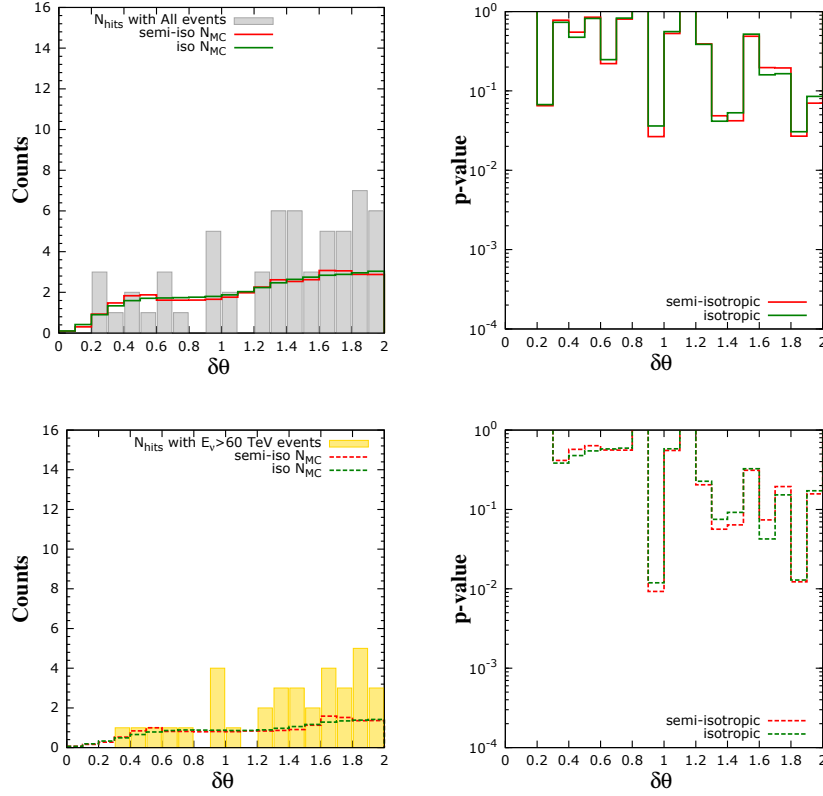 N_hits with All events
semi-iso N_MC
iso N_MC
Counts
16
14
12
10
8
6
4
2
0
0 0.2 0.4 0.6 0.8 1 1.2 1.4 1.6 1.8 2
δθ
p-value
10^0
10^-1
10^-2
10^-3
10^-4
semi-isotropic
isotropic
0 0.2 0.4 0.6 0.8 1 1.2 1.4 1.6 1.8 2
δθ
N_hits with E_ν>60 TeV events
semi-iso N_MC
iso N_MC
Counts
16
14
12
10
8
6
4
2
0
0 0.2 0.4 0.6 0.8 1 1.2 1.4 1.6 1.8 2
δθ
p-value
10^0
10^-1
10^-2
10^-3
10^-4
semi-isotropic
isotropic
0 0.2 0.4 0.6 0.8 1 1.2 1.4 1.6 1.8 2
δθ